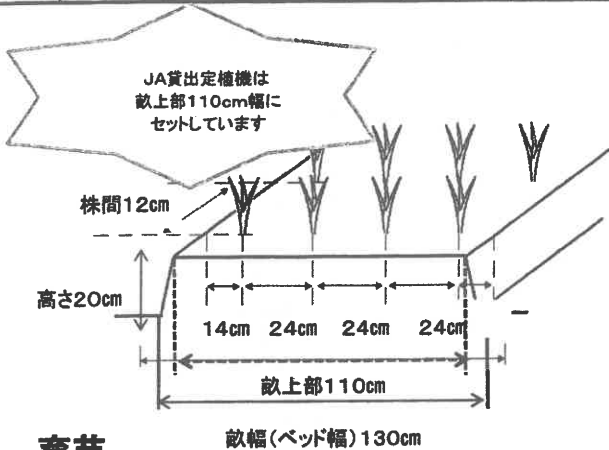 JA貸出定植機は
畝上部110cm幅に
セットしています
株間12cm
高さ20cm
14cm 24cm 24cm 24cm
畝上部110cm
畝幅(ベッド幅)130cm